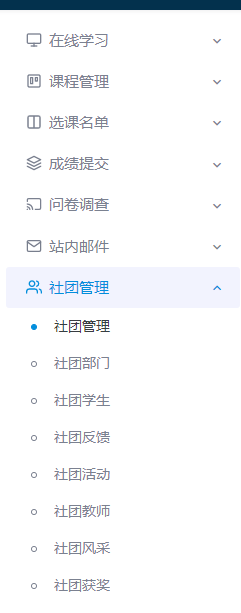 在线学习
课程管理
选课名单
成绩提交
问卷调查
站内邮件
社团管理
社团管理
社团部门
社团学生
社团反馈
社团活动
社团教师
社团风采
社团获奖